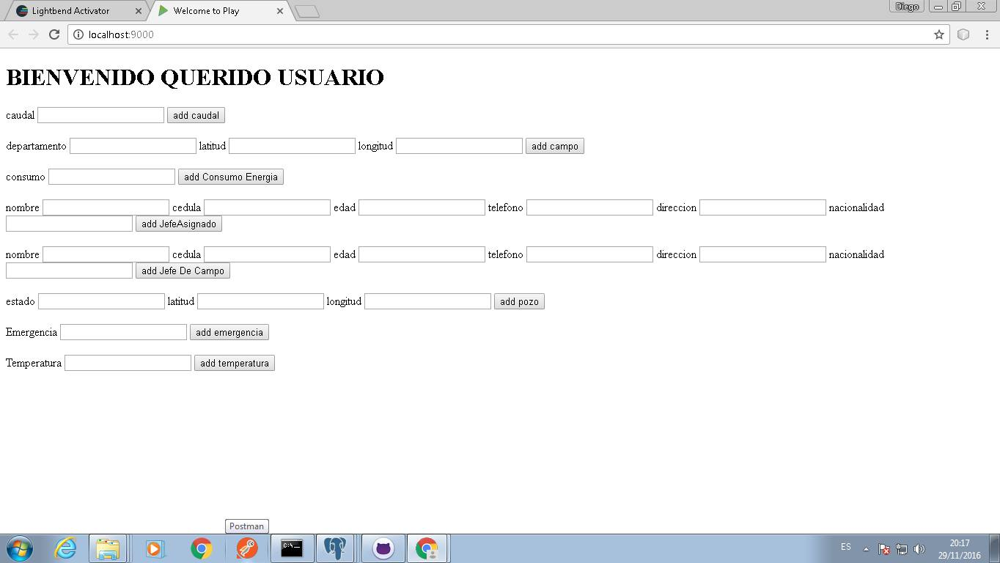 Lightbend Activator
Welcome to Play
Diego
localhost:9000
BIENVENIDO QUERIDO USUARIO
caudal add caudal
departamento latitud longitud add campo
consumo add Consumo Energia
nombre cedula edad telefono direccion nacionalidad
add JefeAsignado
nombre cedula edad telefono direccion nacionalidad
add Jefe De Campo
estado latitud longitud add pozo
Emergencia add emergencia
Temperatura add temperatura
Postman
C:\_
ES
20:17
29/11/2016